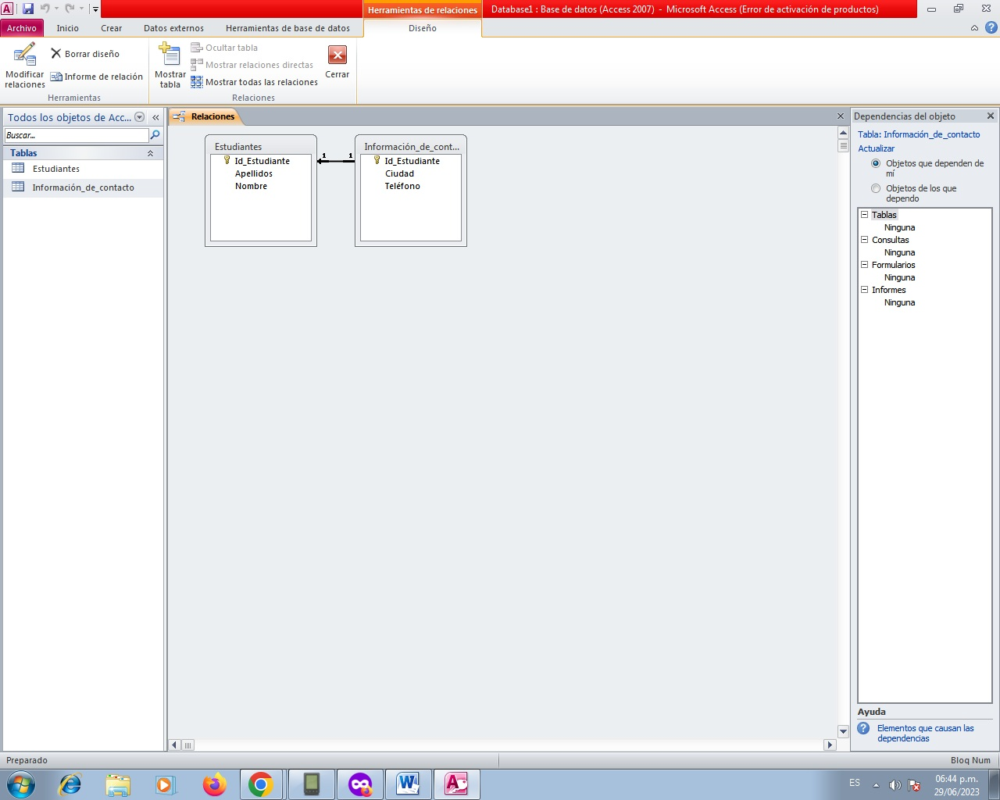 Herramientas de relaciones
Database1 : Base de datos (Access 2007) - Microsoft Access (Error de activación de productos)
Archivo
Inicio
Crear
Datos externos
Herramientas de base de datos
Diseño
Modificar
relaciones
Borrar diseño
Informe de relación
Herramientas
Mostrar
tabla
Ocultar tabla
Mostrar relaciones directas
Mostrar todas las relaciones
Cerrar
Relaciones
Todos los objetos de Acc...
Buscar...
Tablas
Estudiantes
Información_de_contacto
Relaciones
Estudiantes
Id_Estudiante
Apellidos
Nombre
1
1
Información_de_cont...
Id_Estudiante
Ciudad
Teléfono
Dependencias del objeto
Tabla: Información_de_contacto
Actualizar
Objetos que dependen de
mí
Objetos de los que
dependo
Tablas
Ninguna
Consultas
Ninguna
Formularios
Ninguna
Informes
Ninguna
Ayuda
Elementos que causan las
dependencias
Preparado
Bloq Num
ES
06:44 p.m.
29/06/2023